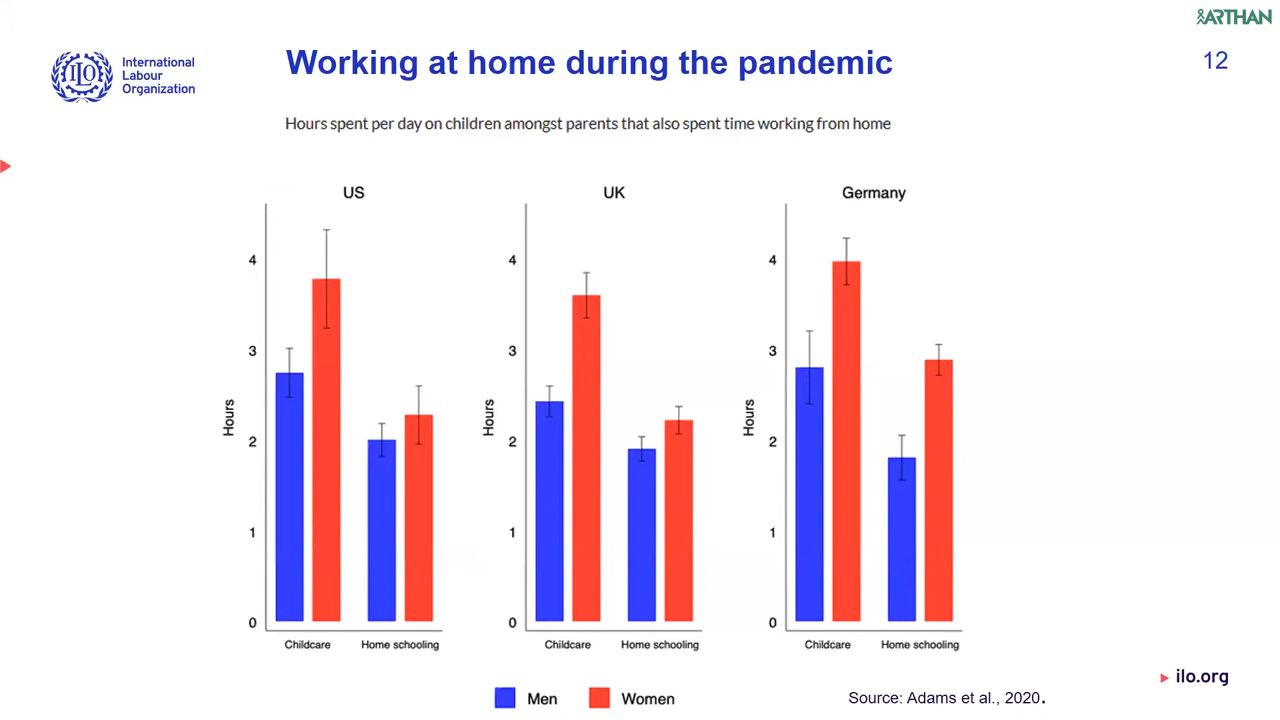 ARTHAN
International
Labour
Organization
ILO
Working at home during the pandemic
12
Hours spent per day on children amongst parents that also spent time working from home
US
UK
Germany
4
3
2
1
0
Hours
Childcare
Home schooling
4
3
2
1
0
Hours
Childcare
Home schooling
4
3
2
1
0
Hours
Childcare
Home schooling
Men
Women
Source: Adams et al., 2020.
ilo.org